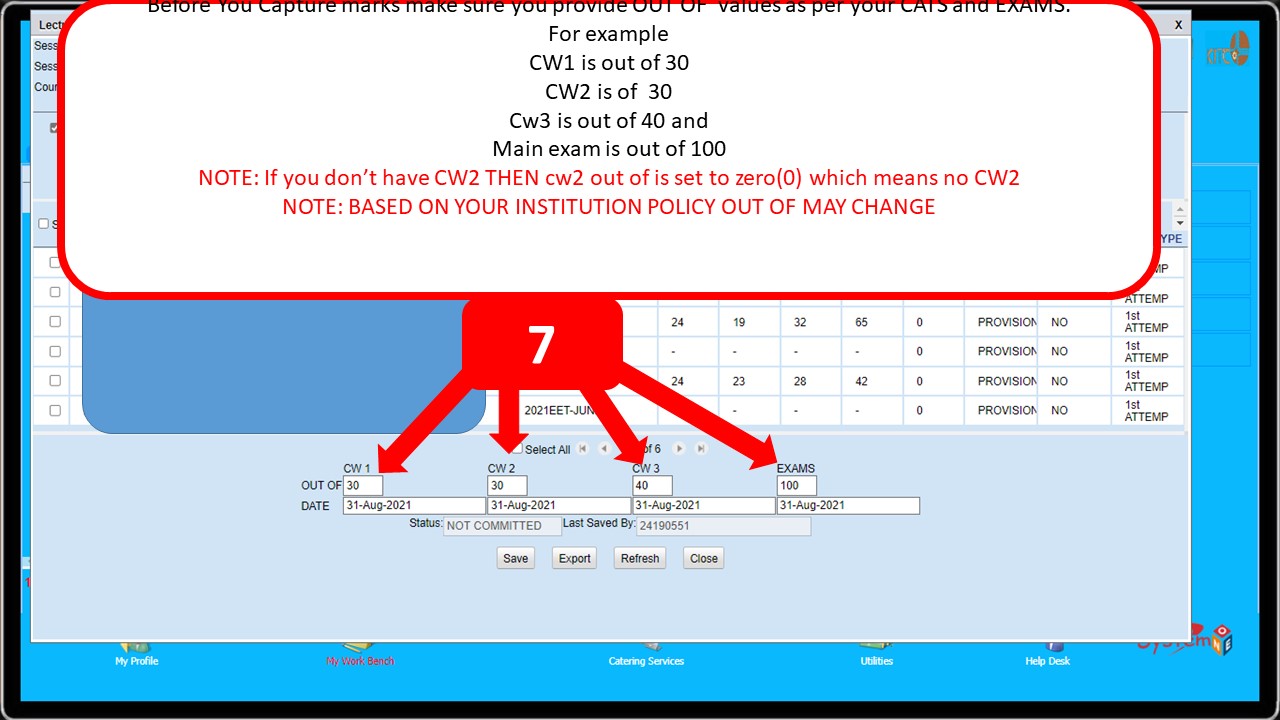 Before You Capture marks make sure you provide OUT OF values as per your CATS and EXAMS.
For example
CW1 is out of 30
CW2 is of 30
Cw3 is out of 40 and
Main exam is out of 100
NOTE: If you don't have CW2 THEN cw2 out of is set to zero(0) which means no CW2
NOTE: BASED ON YOUR INSTITUTION POLICY OUT OF MAY CHANGE
X
ATTEMP
7
24 19 32 65 0 PROVISION NO 1st
ATTEMP
- - - - 0 PROVISION NO 1st
ATTEMP
24 23 28 42 0 PROVISION NO 1st
ATTEMP
2021EET-JUN - - - 0 PROVISION NO 1st
ATTEMP
Select All of 6
CW 1 CW 2 CW 3 EXAMS
OUT OF 30 30 40 100
DATE 31-Aug-2021 31-Aug-2021 31-Aug-2021 31-Aug-2021
Status: NOT COMMITTED Last Saved By: 24190551
Save Export Refresh Close
My Profile My Work Bench Catering Services Utilities Help Desk